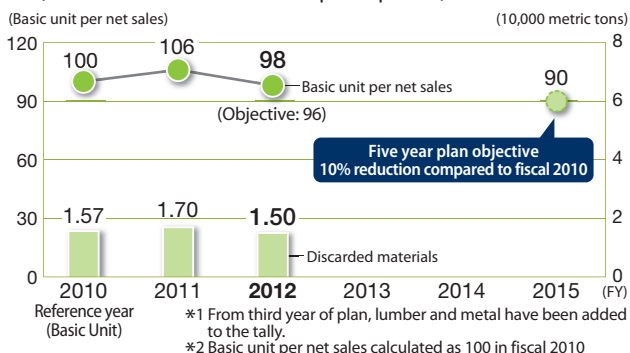 (Basic unit per net sales)
(10,000 metric tons)
120
8
100
106
98
Basic unit per net sales
90
90
6
(Objective: 96)
Five year plan objective
10% reduction compared to fiscal 2010
60
4
1.57
1.70
1.50
30
2
Discarded materials
0
0
2010
2011
2012
2013
2014
2015
(FY)
Reference year
(Basic Unit)
*1 From third year of plan, lumber and metal have been added
to the tally.
*2 Basic unit per net sales calculated as 100 in fiscal 2010